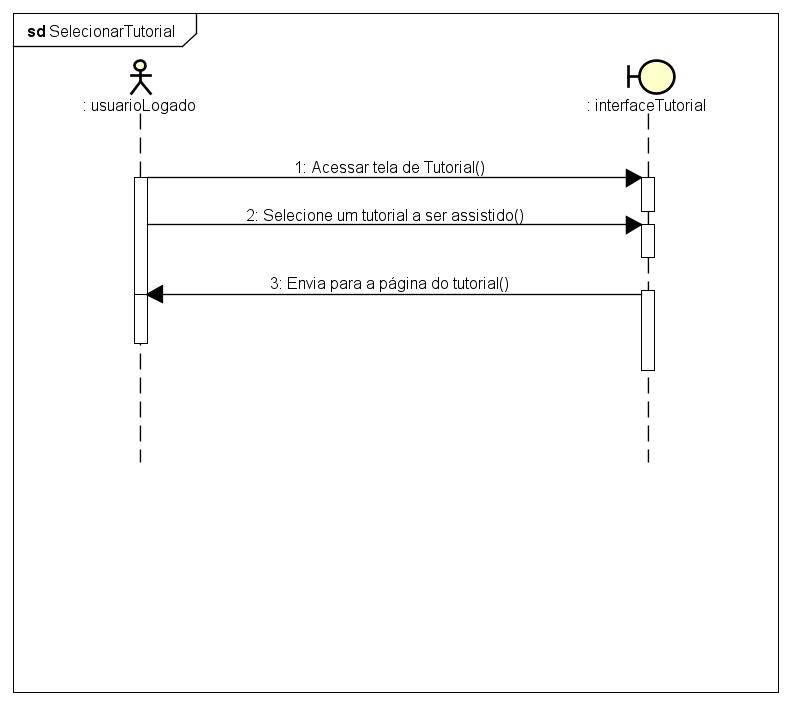 sd SelecionarTutorial
: usuarioLogado
: interfaceTutorial
1: Acessar tela de Tutorial()
2: Selecione um tutorial a ser assistido()
3: Envia para a página do tutorial()